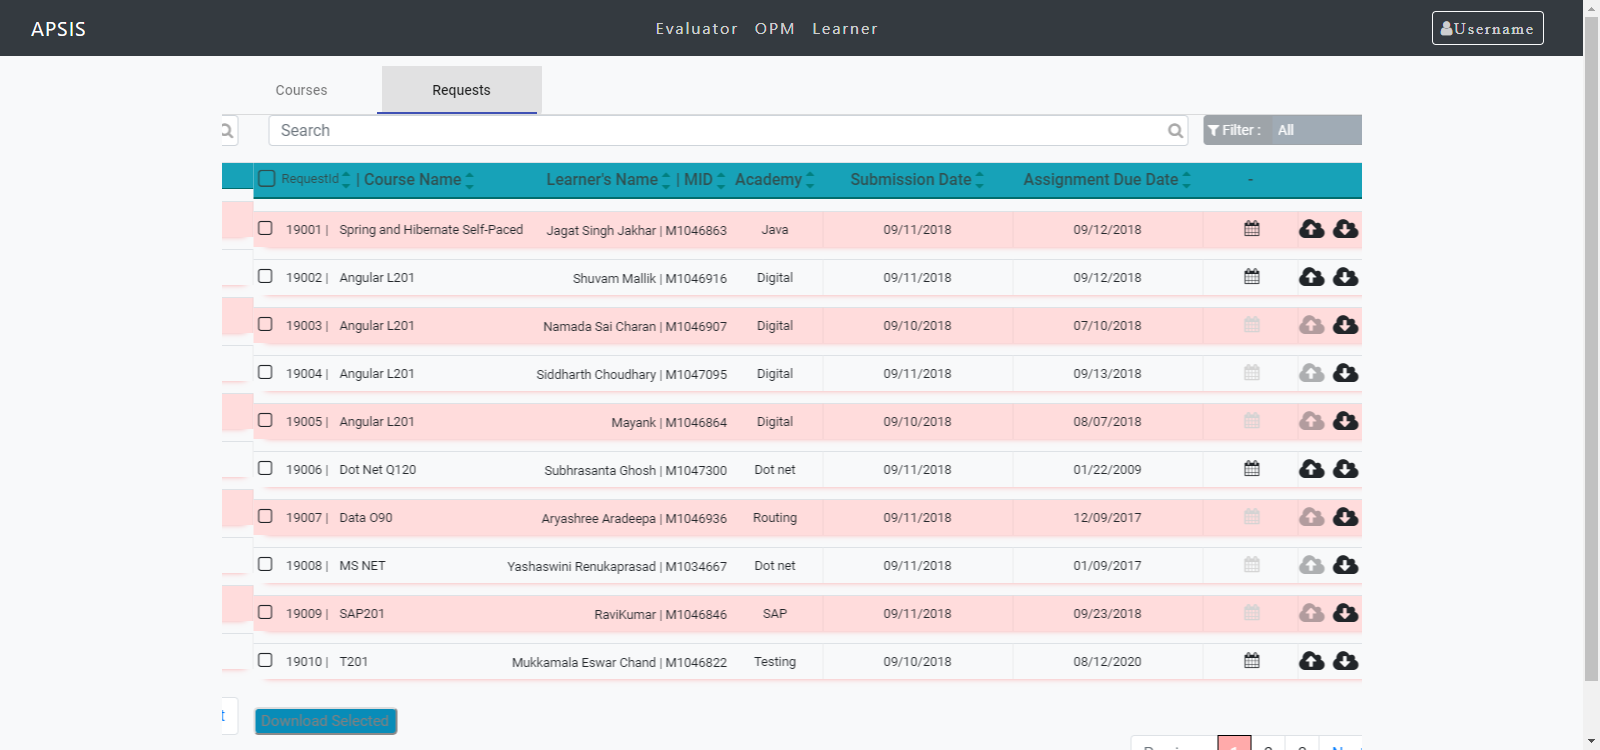 APSIS Evaluator OPM Learner Username
Courses Requests
Search Filter : All
RequestId | Course Name Learner's Name | MID Academy Submission Date Assignment Due Date -
19001 | Spring and Hibernate Self-Paced Jagat Singh Jakhar | M1046863 Java 09/11/2018 09/12/2018
19002 | Angular L201 Shuvam Mallik | M1046916 Digital 09/11/2018 09/12/2018
19003 | Angular L201 Namada Sai Charan | M1046907 Digital 09/10/2018 07/10/2018
19004 | Angular L201 Siddharth Choudhary | M1047095 Digital 09/11/2018 09/13/2018
19005 | Angular L201 Mayank | M1046864 Digital 09/10/2018 08/07/2018
19006 | Dot Net Q120 Subhrasanta Ghosh | M1047300 Dot net 09/11/2018 01/22/2009
19007 | Data O90 Aryashree Aradeepa | M1046936 Routing 09/11/2018 12/09/2017
19008 | MS NET Yashaswini Renukaprasad | M1034667 Dot net 09/11/2018 01/09/2017
19009 | SAP201 RaviKumar | M1046846 SAP 09/11/2018 09/23/2018
19010 | T201 Mukkamala Eswar Chand | M1046822 Testing 09/10/2018 08/12/2020
t Download Selected